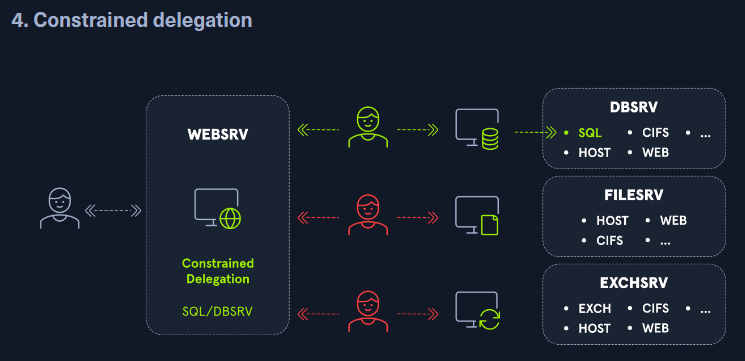 4. Constrained delegation
WEBSRV
Constrained
Delegation
SQL/DBSRV
DBSRV
• SQL • CIFS • ...
• HOST • WEB
FILESRV
• HOST • WEB
• CIFS • ...
EXCHSRV
• EXCH • CIFS • ...
• HOST • WEB